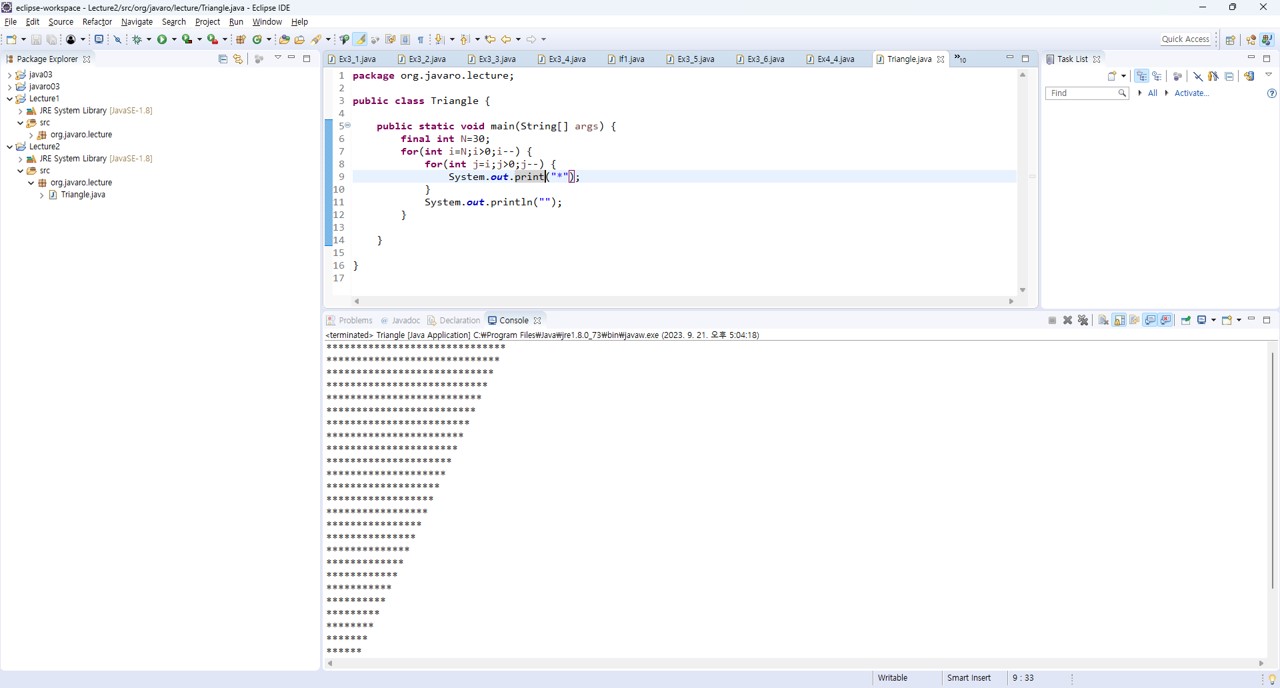 eclipse-workspace - Lecture2/src/org/javaro/lecture/Triangle.java - Eclipse IDE
File Edit Source Refactor Navigate Search Project Run Window Help
Quick Access
Package Explorer
java03
javaro03
Lecture1
JRE System Library [JavaSE-1.8]
src
org.javaro.lecture
Lecture2
JRE System Library [JavaSE-1.8]
src
org.javaro.lecture
Triangle.java
Ex3_1.java Ex3_2.java Ex3_3.java Ex3_4.java If1.java Ex3_5.java Ex3_6.java Ex4_4.java Triangle.java »10
1 package org.javaro.lecture;
2
3 public class Triangle {
4
5 public static void main(String[] args) {
6 final int N=30;
7 for(int i=N;i>0;i--) {
8 for(int j=i;j>0;j--) {
9 System.out.print("*");
10 }
11 System.out.println("");
12 }
13
14 }
15
16 }
17
Task List
Find All Activate...
Problems Javadoc Declaration Console
<terminated> Triangle [Java Application] C:₩Program Files₩Java₩jre1.8.0_73₩bin₩javaw.exe (2023. 9. 21. 오후 5:04:18)
******************************
*****************************
****************************
***************************
**************************
*************************
************************
***********************
**********************
*********************
********************
*******************
******************
*****************
****************
***************
**************
*************
************
***********
**********
*********
********
*******
******
Writable Smart Insert 9 : 33